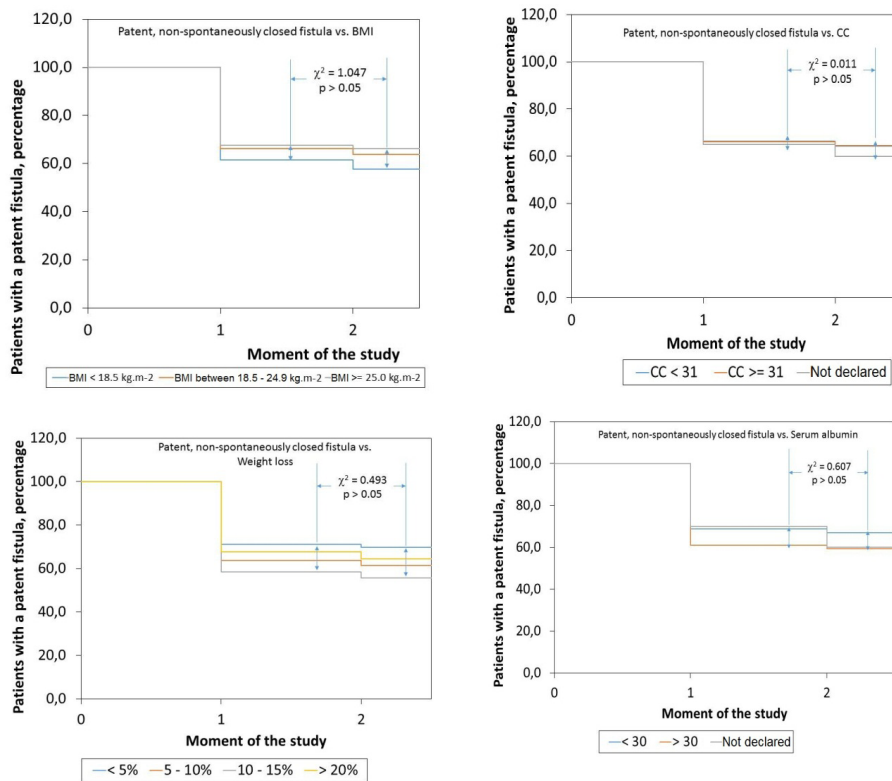 Patent, non-spontaneously closed fistula vs. BMI
χ² = 1.047
p > 0.05
Patients with a patent fistula, percentage
120,0
100,0
80,0
60,0
40,0
20,0
0,0
0 1 2
Moment of the study
BMI < 18.5 kg.m-2 BMI between 18.5 - 24.9 kg.m-2 BMI >= 25.0 kg.m-2
Patent, non-spontaneously closed fistula vs. CC
χ² = 0.011
p > 0.05
Patients with a patent fistula, percentage
120,0
100,0
80,0
60,0
40,0
20,0
0,0
0 1 2
Moment of the study
CC < 31 CC >= 31 Not declared
Patent, non-spontaneously closed fistula vs.
Weight loss
χ² = 0.493
p > 0.05
Patients with a patent fistula, percentage
120,0
100,0
80,0
60,0
40,0
20,0
0,0
0 1 2
Moment of the study
< 5% 5 - 10% 10 - 15% > 20%
Patent, non-spontaneously closed fistula vs. Serum albumin
χ² = 0.607
p > 0.05
Patients with a patent fistula, percentage
120,0
100,0
80,0
60,0
40,0
20,0
0,0
0 1 2
Moment of the study
< 30 > 30 Not declared